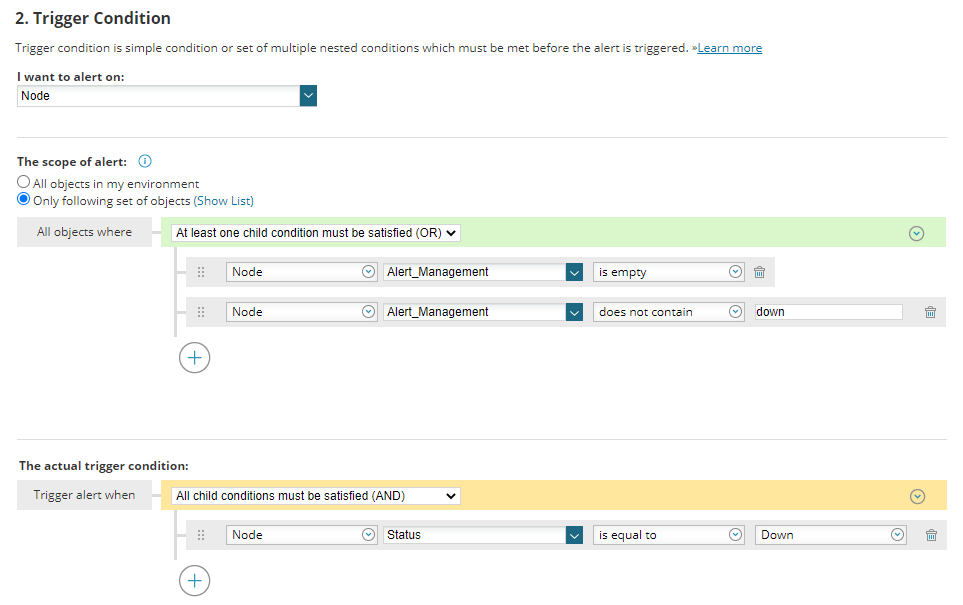 2. Trigger Condition
Trigger condition is simple condition or set of multiple nested conditions which must be met before the alert is triggered. »Learn more
I want to alert on:
Node
The scope of alert:
All objects in my environment
Only following set of objects (Show List)
All objects where At least one child condition must be satisfied (OR)
Node Alert_Management is empty
Node Alert_Management does not contain down
The actual trigger condition:
Trigger alert when All child conditions must be satisfied (AND)
Node Status is equal to Down